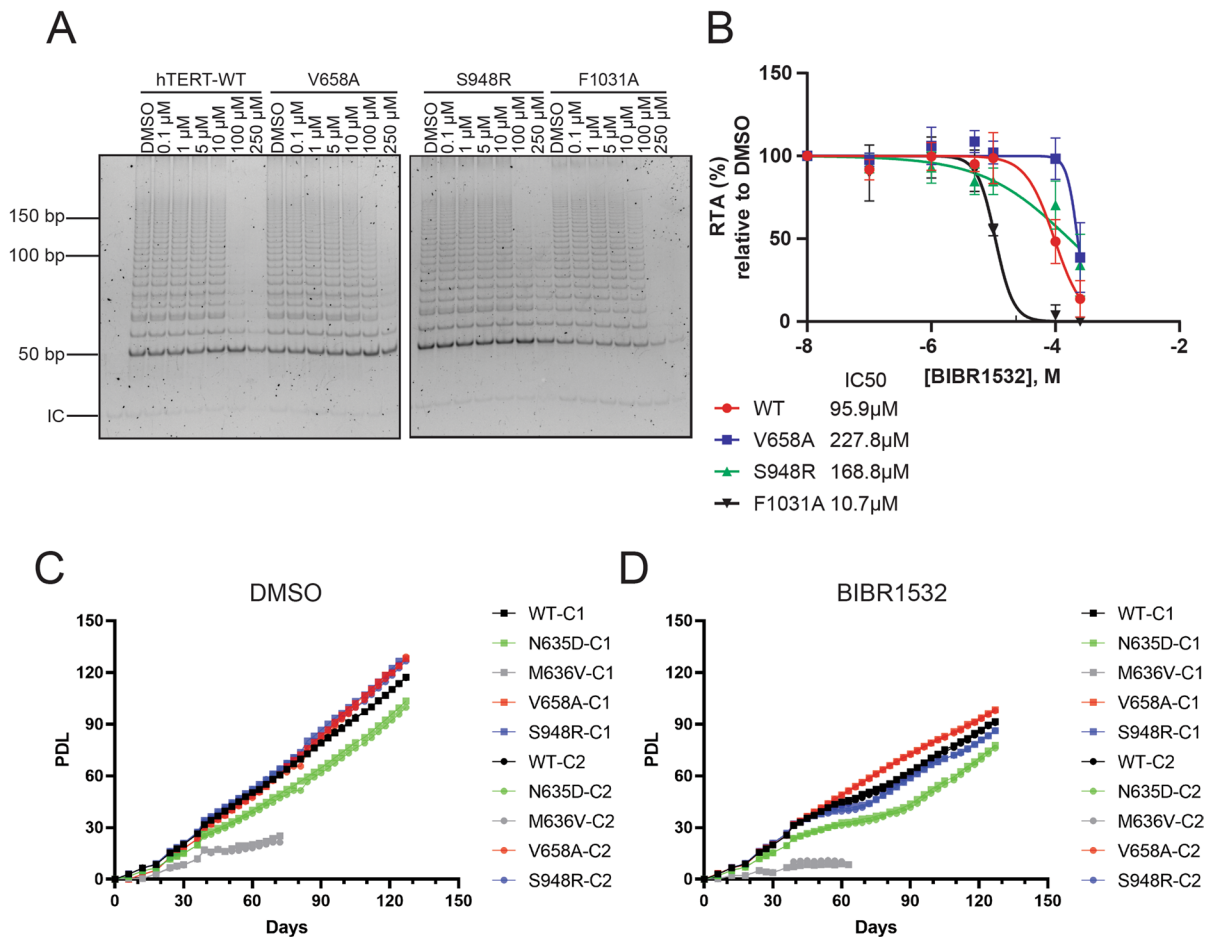 A
hTERT-WT V658A S948R F1031A
DMSO 0.1 µM 1 µM 5 µM 10 µM 100 µM 250 µM DMSO 0.1 µM 1 µM 5 µM 10 µM 100 µM 250 µM DMSO 0.1 µM 1 µM 5 µM 10 µM 100 µM 250 µM DMSO 0.1 µM 1 µM 5 µM 10 µM 100 µM 250 µM
150 bp
100 bp
50 bp
IC
B
RTA (%)
relative to DMSO
150
100
50
0
-8 -6 -4 -2
[BIBR1532], M
IC50
WT 95.9µM
V658A 227.8µM
S948R 168.8µM
F1031A 10.7µM
C
DMSO
PDL
150
120
90
60
30
0
0 30 60 90 120 150
Days
WT-C1
N635D-C1
M636V-C1
V658A-C1
S948R-C1
WT-C2
N635D-C2
M636V-C2
V658A-C2
S948R-C2
D
BIBR1532
PDL
150
120
90
60
30
0
0 30 60 90 120 150
Days
WT-C1
N635D-C1
M636V-C1
V658A-C1
S948R-C1
WT-C2
N635D-C2
M636V-C2
V658A-C2
S948R-C2